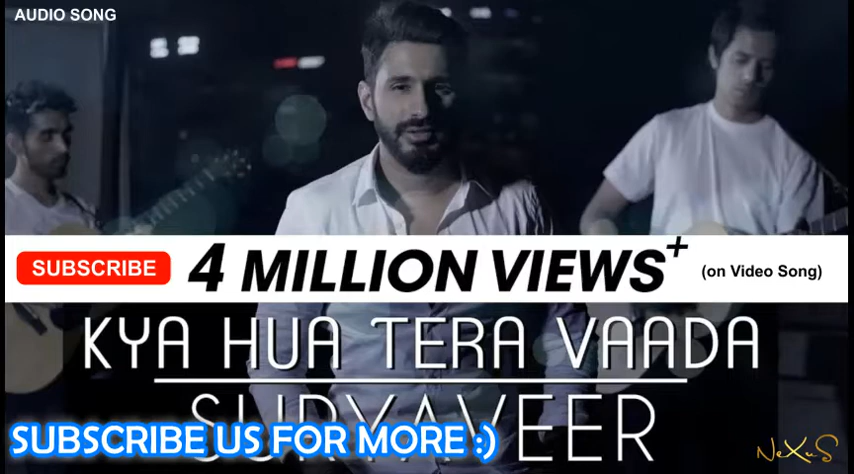 AUDIO SONG
SUBSCRIBE 4 MILLION VIEWS+ (on Video Song)
KYA HUA TERA VAADA
SURYAVEER
SUBSCRIBE US FOR MORE :)
NeXuS